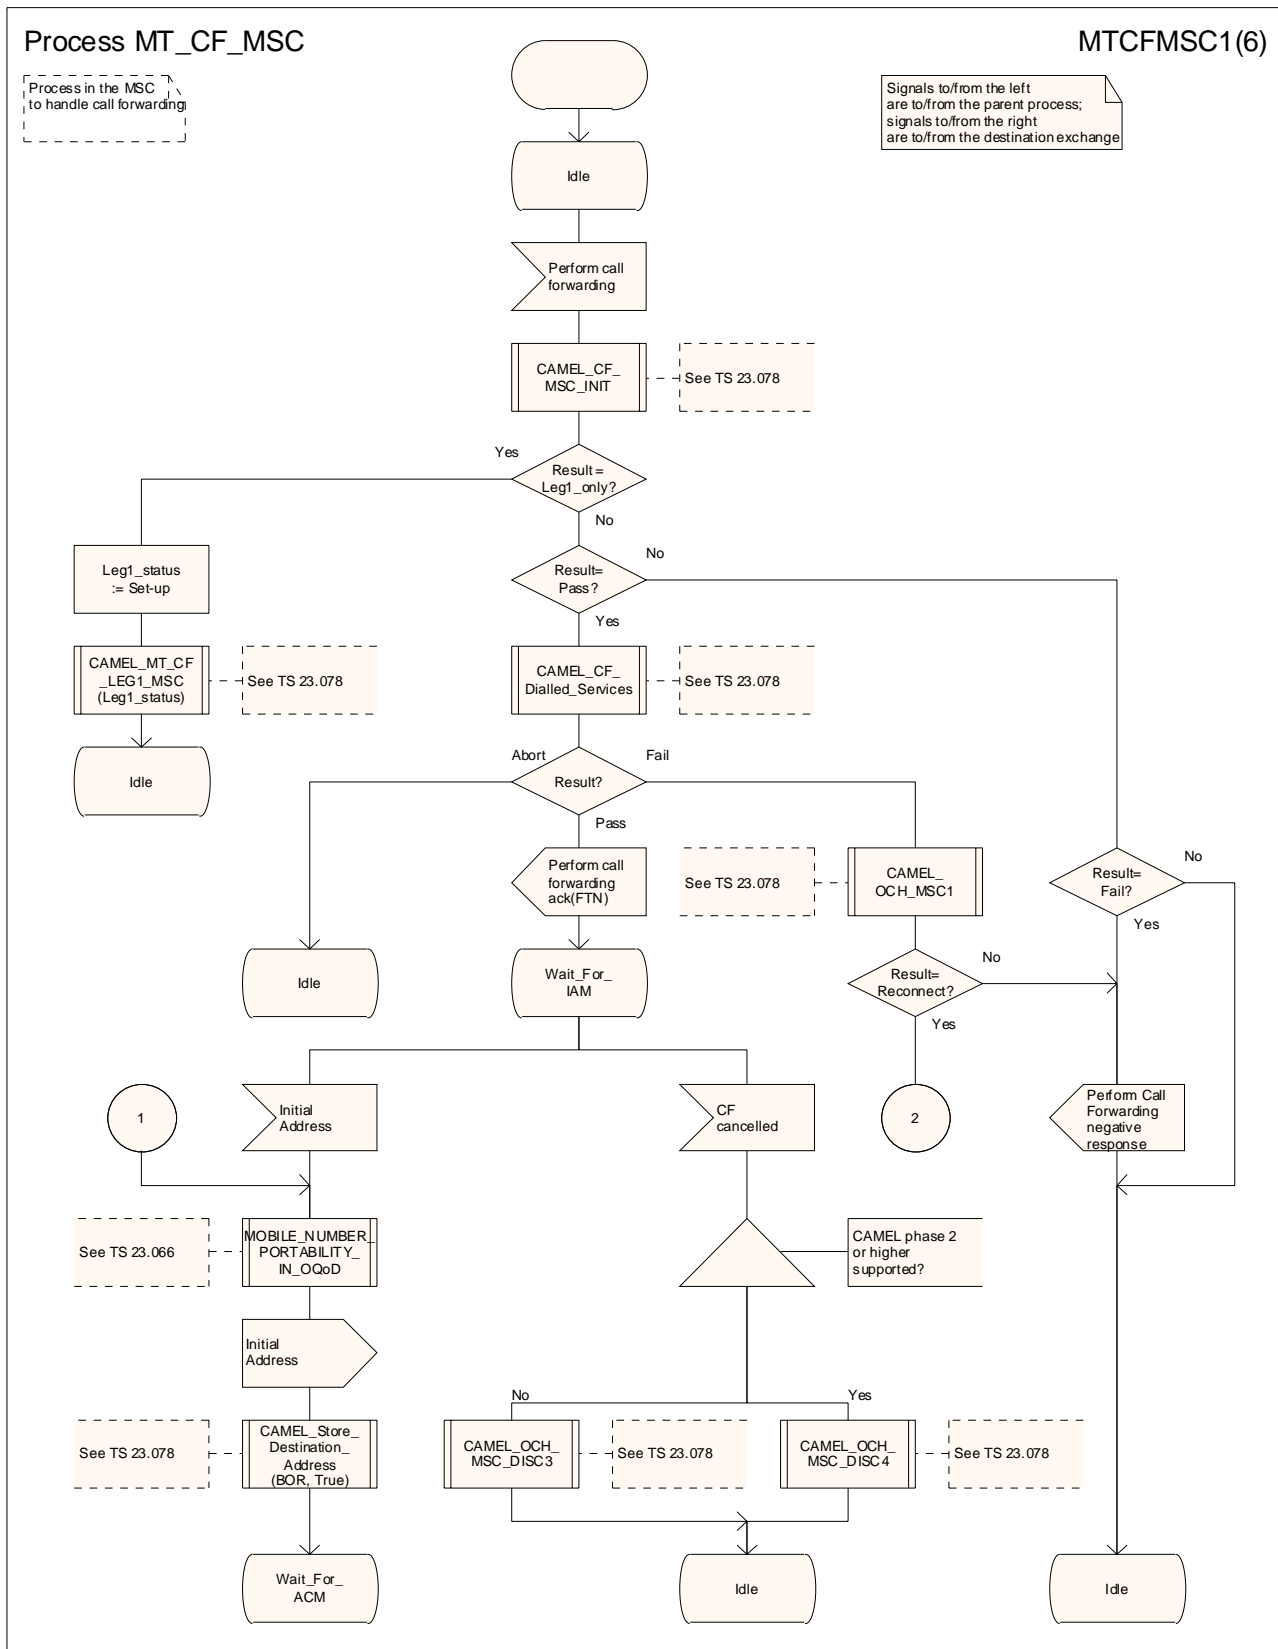 Process MT_CF_MSC
MTCFMSC1(6)
Process in the MSC
to handle call forwarding
Signals to/from the left
are to/from the parent process;
signals to/from the right
are to/from the destination exchange
Idle
Perform call
forwarding
CAMEL_CF_
MSC_INIT
See TS 23.078
Yes
Result=
Leg1_only?
No
No
Leg1_status
:= Set-up
Result=
Pass?
Yes
CAMEL_MT_CF
_LEG1_MSC
(Leg1_status)
See TS 23.078
CAMEL_CF_
Dialled_Services
See TS 23.078
Abort
Fail
Idle
Result?
Pass
Perform call
forwarding
ack(FTN)
See TS 23.078
CAMEL_
OCH_MSC1
No
Result=
Fail?
Yes
Idle
Wait_For_
IAM
Result=
Reconnect?
No
Yes
1
Initial
Address
CF
cancelled
2
Perform Call
Forwarding
negative
response
See TS 23.066
MOBILE_NUMBER_
PORTABILITY_
IN_OQoD
CAMEL phase 2
or higher
supported?
Initial
Address
No
Yes
See TS 23.078
CAMEL_Store_
Destination_
Address
(BOR, True)
CAMEL_OCH_
MSC_DISC3
See TS 23.078
CAMEL_OCH_
MSC_DISC4
See TS 23.078
Wait_For_
ACM
Idle
Idle